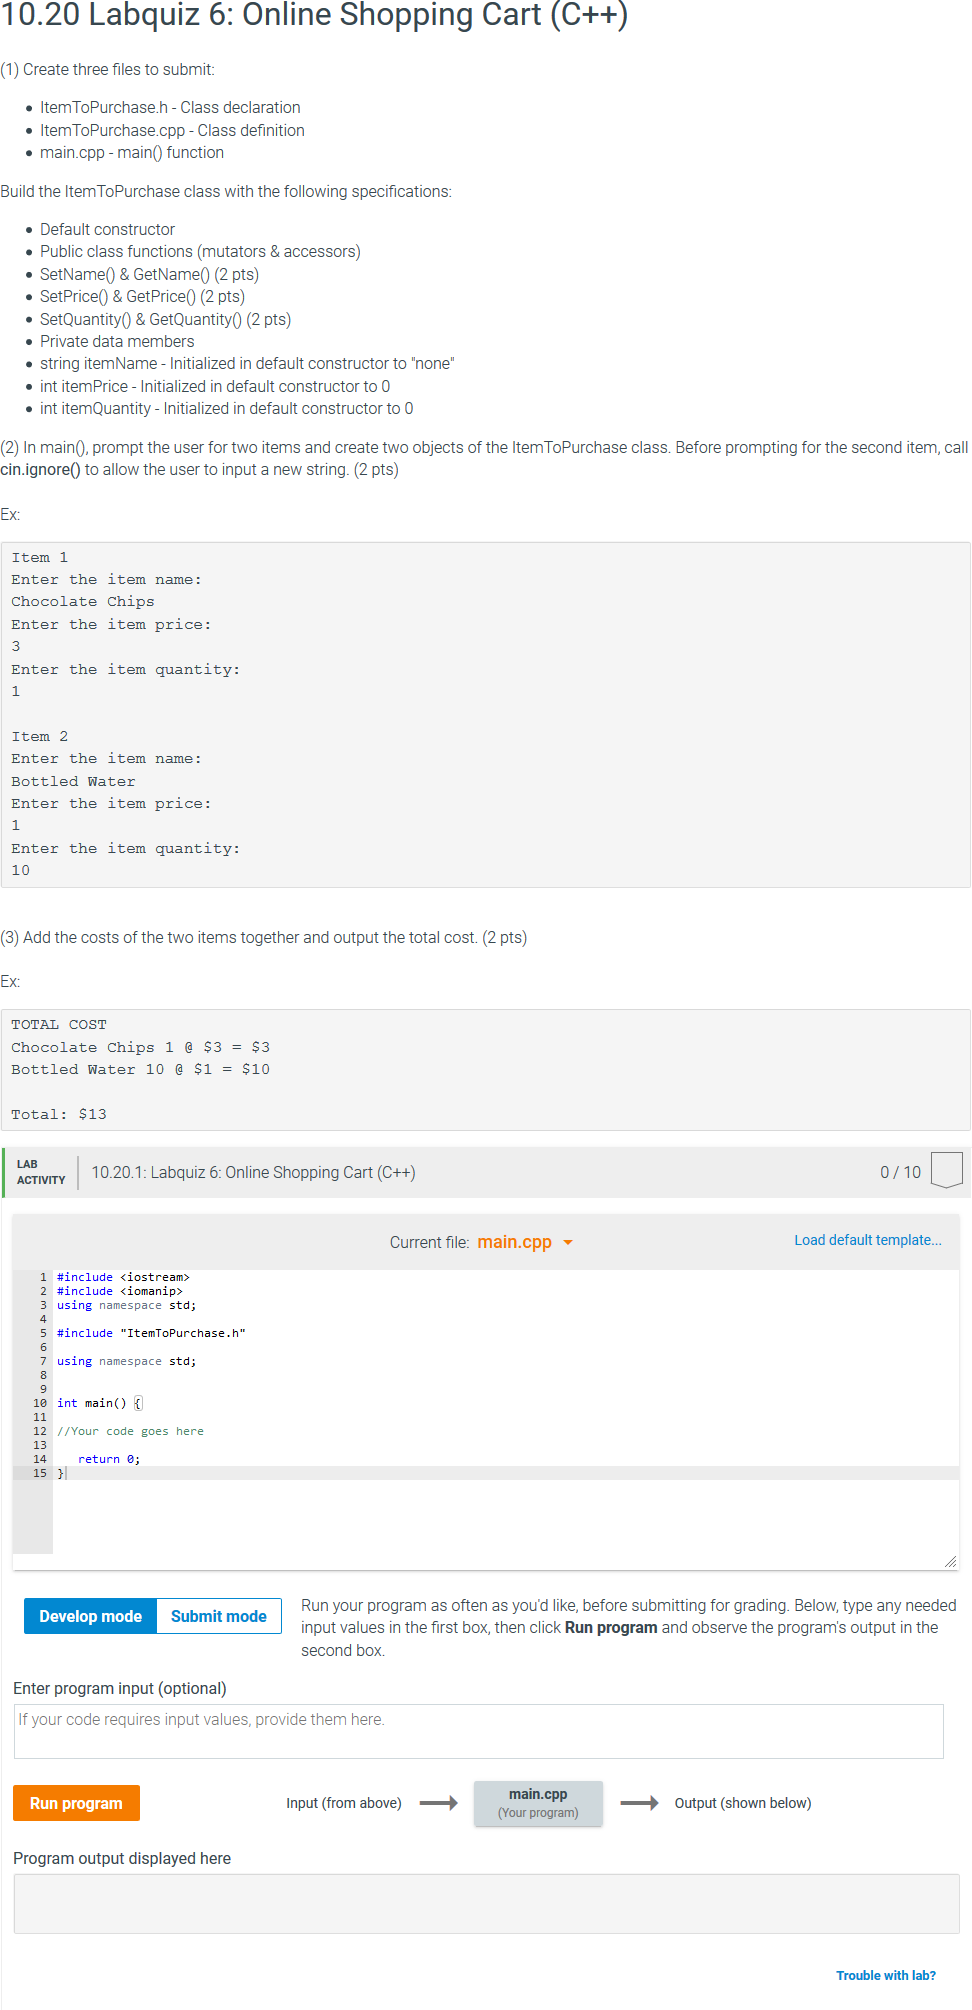 10.20 Labquiz 6: Online Shopping Cart (C++)
(1) Create three files to submit:
• ItemToPurchase.h - Class declaration
• ItemToPurchase.cpp - Class definition
• main.cpp - main() function
Build the ItemToPurchase class with the following specifications:
• Default constructor
• Public class functions (mutators & accessors)
• SetName() & GetName() (2 pts)
• SetPrice() & GetPrice() (2 pts)
• SetQuantity() & GetQuantity() (2 pts)
• Private data members
• string itemName - Initialized in default constructor to "none"
• int itemPrice - Initialized in default constructor to 0
• int itemQuantity - Initialized in default constructor to 0
(2) In main(), prompt the user for two items and create two objects of the ItemToPurchase class. Before prompting for the second item, call
cin.ignore() to allow the user to input a new string. (2 pts)
Ex:
Item 1
Enter the item name:
Chocolate Chips
Enter the item price:
3
Enter the item quantity:
1
Item 2
Enter the item name:
Bottled Water
Enter the item price:
1
Enter the item quantity:
10
(3) Add the costs of the two items together and output the total cost. (2 pts)
Ex:
TOTAL COST
Chocolate Chips 1 @ $3 = $3
Bottled Water 10 @ $1 = $10
Total: $13
LAB
ACTIVITY
10.20.1: Labquiz 6: Online Shopping Cart (C++)
0 / 10
Current file: main.cpp
Load default template...
1 #include <iostream>
2 #include <iomanip>
3 using namespace std;
4
5 #include "ItemToPurchase.h"
6
7 using namespace std;
8
9
10 int main() {
11
12 //Your code goes here
13
14    return 0;
15 }
Develop mode
Submit mode
Run your program as often as you'd like, before submitting for grading. Below, type any needed
input values in the first box, then click Run program and observe the program's output in the
second box.
Enter program input (optional)
If your code requires input values, provide them here.
Run program
Input (from above)
main.cpp
(Your program)
Output (shown below)
Program output displayed here
Trouble with lab?